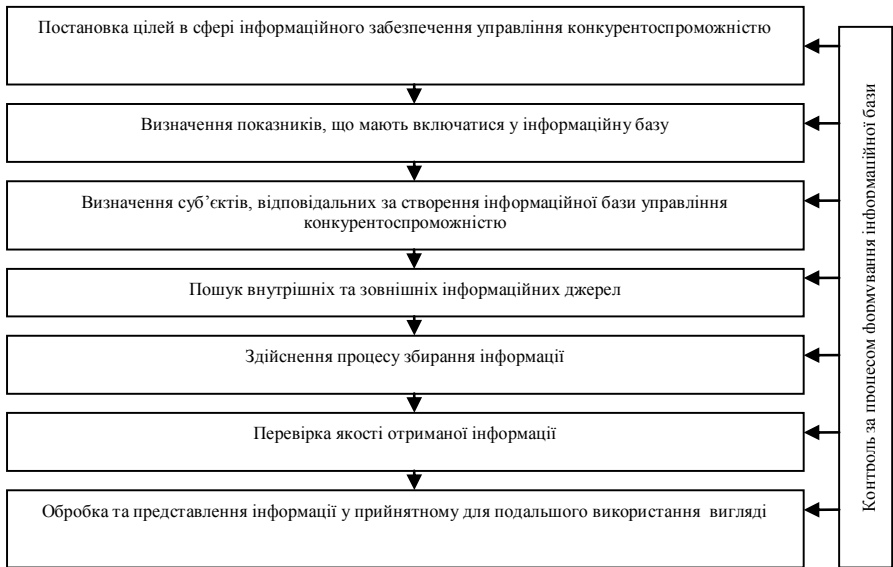 Постановка цілей в сфері інформаційного забезпечення управління конкурентоспроможністю
Визначення показників, що мають включатися у інформаційну базу
Визначення суб’єктів, відповідальних за створення інформаційної бази управління
конкурентоспроможністю
Пошук внутрішніх та зовнішніх інформаційних джерел
Здійснення процесу збирання інформації
Перевірка якості отриманої інформації
Обробка та представлення інформації у прийнятному для подальшого використання вигляді
Контроль за процесом формування інформаційної бази